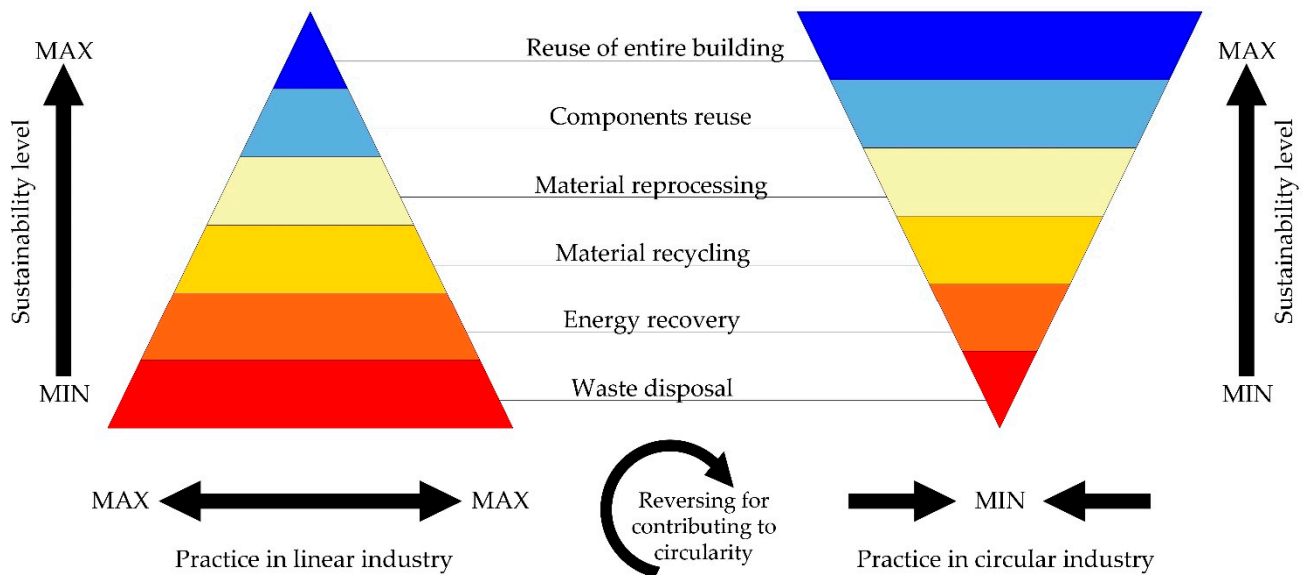 MAX
Sustainability level
MIN
Reuse of entire building
Components reuse
Material reprocessing
Material recycling
Energy recovery
Waste disposal
MAX
Sustainability level
MIN
MAX
MAX
Practice in linear industry
Reversing for
contributing to
circularity
MIN
Practice in circular industry